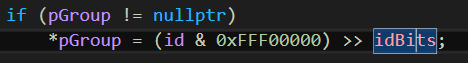 if (pGroup != nullptr)
*pGroup = (id & 0xFFF00000) >> idBits;